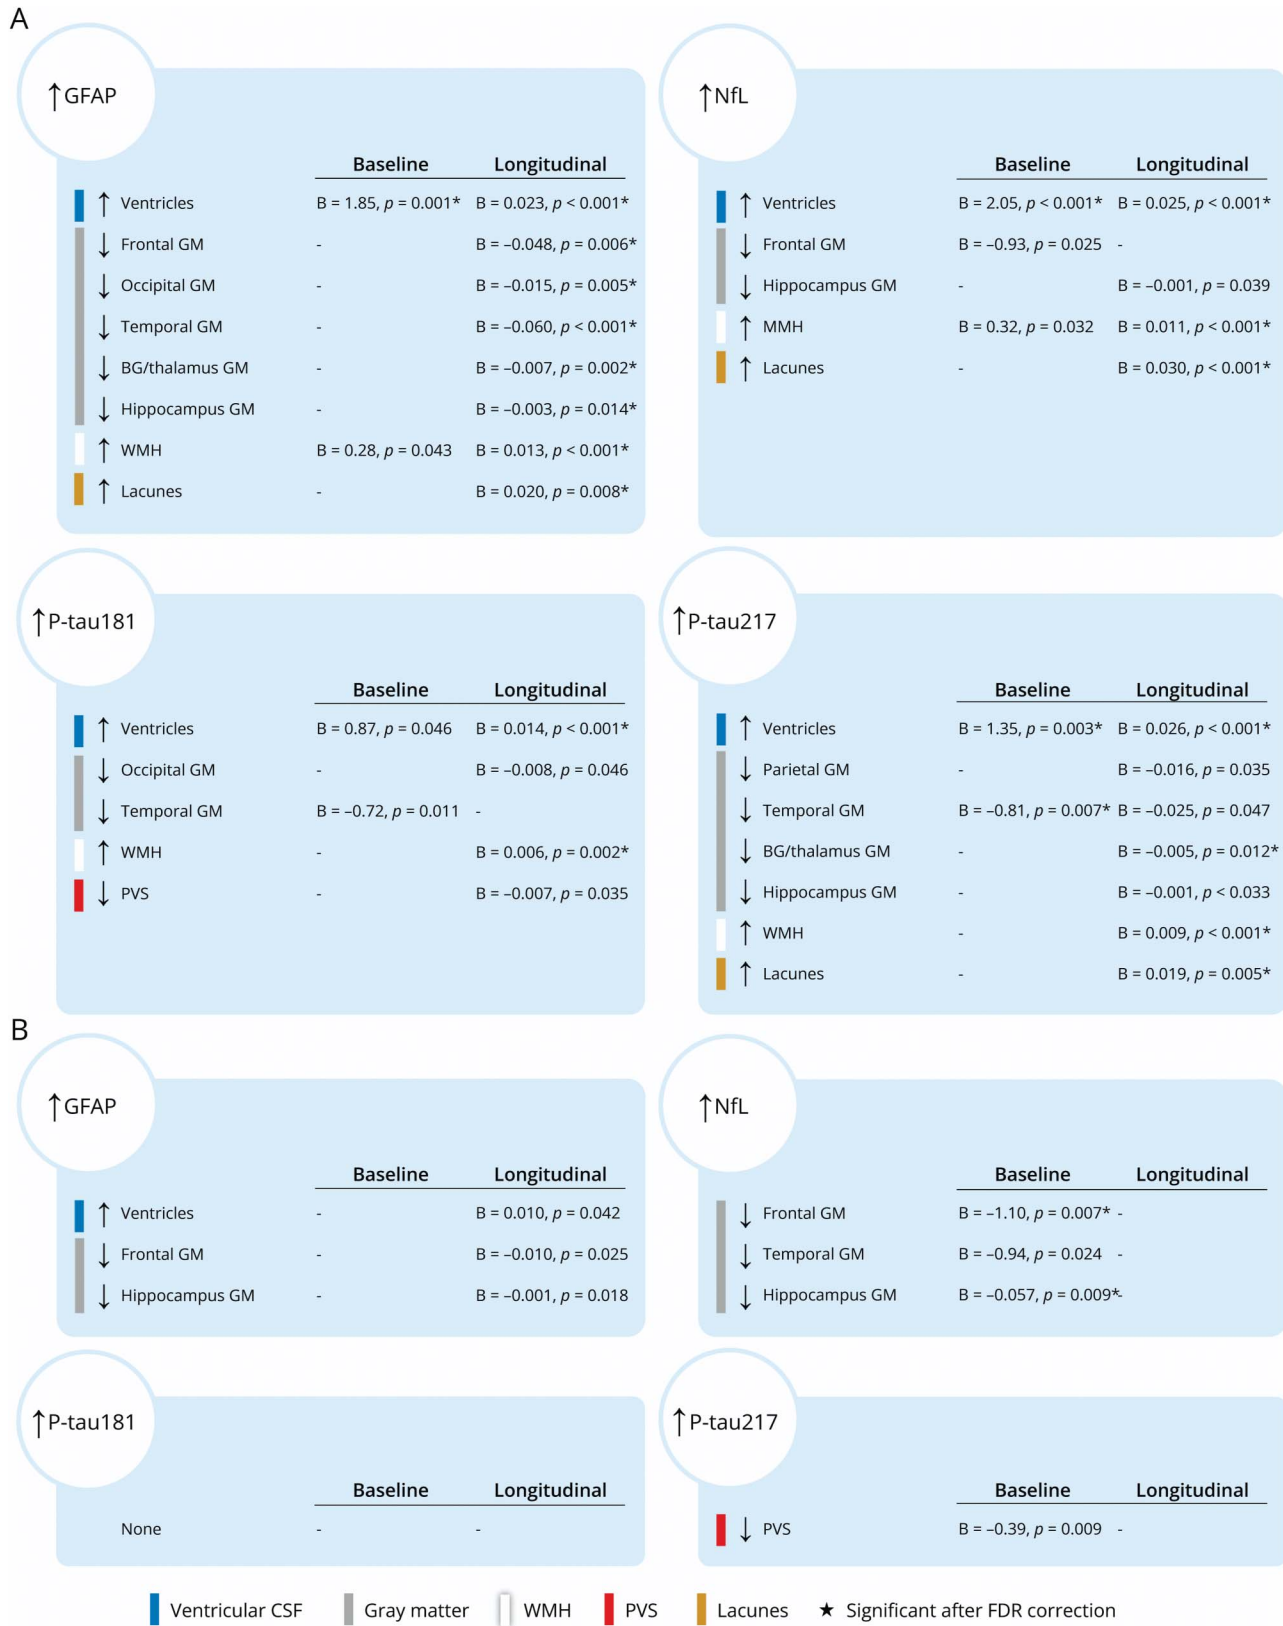 A
↑GFAP
Baseline Longitudinal
↑ Ventricles B = 1.85, p = 0.001* B = 0.023, p < 0.001*
↓ Frontal GM - B = –0.048, p = 0.006*
↓ Occipital GM - B = –0.015, p = 0.005*
↓ Temporal GM - B = –0.060, p < 0.001*
↓ BG/thalamus GM - B = –0.007, p = 0.002*
↓ Hippocampus GM - B = –0.003, p = 0.014*
↑ WMH B = 0.28, p = 0.043 B = 0.013, p < 0.001*
↑ Lacunes - B = 0.020, p = 0.008*
↑NfL
Baseline Longitudinal
↑ Ventricles B = 2.05, p < 0.001* B = 0.025, p < 0.001*
↓ Frontal GM B = –0.93, p = 0.025 -
↓ Hippocampus GM - B = –0.001, p = 0.039
↑ MMH B = 0.32, p = 0.032 B = 0.011, p < 0.001*
↑ Lacunes - B = 0.030, p < 0.001*
↑P-tau181
Baseline Longitudinal
↑ Ventricles B = 0.87, p = 0.046 B = 0.014, p < 0.001*
↓ Occipital GM - B = –0.008, p = 0.046
↓ Temporal GM B = –0.72, p = 0.011 -
↑ WMH - B = 0.006, p = 0.002*
↓ PVS - B = –0.007, p = 0.035
↑P-tau217
Baseline Longitudinal
↑ Ventricles B = 1.35, p = 0.003* B = 0.026, p < 0.001*
↓ Parietal GM - B = –0.016, p = 0.035
↓ Temporal GM B = –0.81, p = 0.007* B = –0.025, p = 0.047
↓ BG/thalamus GM - B = –0.005, p = 0.012*
↓ Hippocampus GM - B = –0.001, p < 0.033
↑ WMH - B = 0.009, p < 0.001*
↑ Lacunes - B = 0.019, p = 0.005*
B
↑GFAP
Baseline Longitudinal
↑ Ventricles - B = 0.010, p = 0.042
↓ Frontal GM - B = –0.010, p = 0.025
↓ Hippocampus GM - B = –0.001, p = 0.018
↑NfL
Baseline Longitudinal
↓ Frontal GM B = –1.10, p = 0.007* -
↓ Temporal GM B = –0.94, p = 0.024 -
↓ Hippocampus GM B = –0.057, p = 0.009* -
↑P-tau181
Baseline Longitudinal
None - -
↑P-tau217
Baseline Longitudinal
↓ PVS B = –0.39, p = 0.009 -
Ventricular CSF Gray matter WMH PVS Lacunes ★ Significant after FDR correction